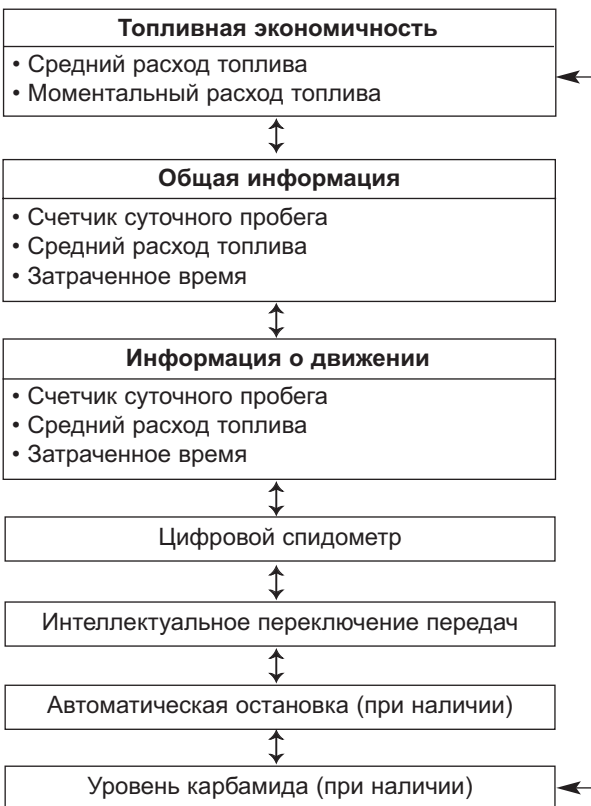 Топливная экономичность
• Средний расход топлива
• Моментальный расход топлива
Общая информация
• Счетчик суточного пробега
• Средний расход топлива
• Затраченное время
Информация о движении
• Счетчик суточного пробега
• Средний расход топлива
• Затраченное время
Цифровой спидометр
Интеллектуальное переключение передач
Автоматическая остановка (при наличии)
Уровень карбамида (при наличии)